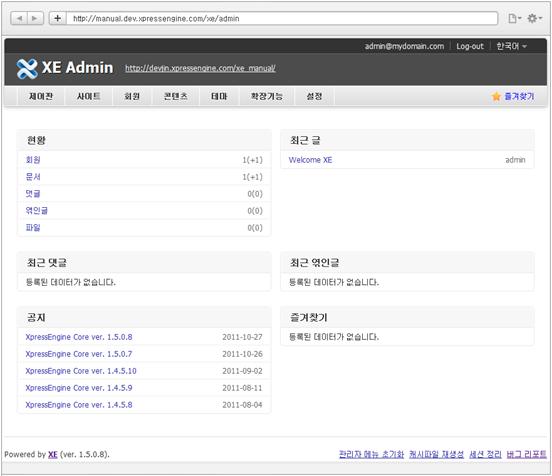 http://manual.dev.xpressengine.com/xe/admin
admin@mydomain.com | Log-out | 한국어
XE Admin http://devjin.xpressengine.com/xe_manual/
제이쫜 사이트 회원 콘텐츠 테마 확장기능 설정 즐겨찾기
현황
회원 1(+1)
문서 1(+1)
댓글 0(0)
엮인글 0(0)
파일 0(0)
최근 글
Welcome XE admin
최근 댓글
등록된 데이터가 없습니다.
최근 엮인글
등록된 데이터가 없습니다.
공지
XpressEngine Core ver. 1.5.0.8 2011-10-27
XpressEngine Core ver. 1.5.0.7 2011-10-26
XpressEngine Core ver. 1.4.5.10 2011-09-02
XpressEngine Core ver. 1.4.5.9 2011-08-11
XpressEngine Core ver. 1.4.5.8 2011-08-04
즐겨찾기
등록된 데이터가 없습니다.
Powered by XE (ver. 1.5.0.8). 관리자 메뉴 초기화 캐시파일 재생성 세션 정리 버그 리포트